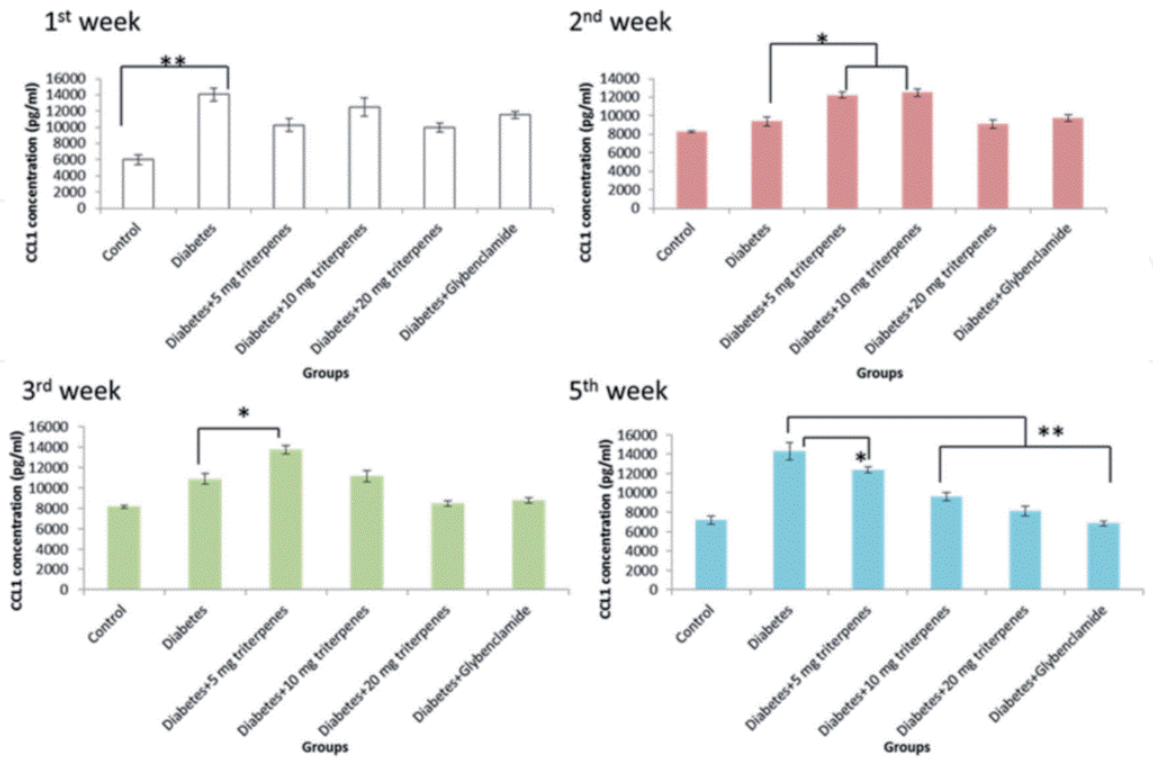 1st week
**
CCL1 concentration (pg/ml)
16000
14000
12000
10000
8000
6000
4000
2000
0
Control
Diabetes
Diabetes+5 mg triterpenes
Diabetes+10 mg triterpenes
Diabetes+20 mg triterpenes
Diabetes+Glybenclamide
Groups
2nd week
*
CCL1 concentration (pg/ml)
14000
12000
10000
8000
6000
4000
2000
0
Control
Diabetes
Diabetes+5 mg triterpenes
Diabetes+10 mg triterpenes
Diabetes+20 mg triterpenes
Diabetes+Glybenclamide
Groups
3rd week
*
CCL1 concentration (pg/ml)
16000
14000
12000
10000
8000
6000
4000
2000
0
Control
Diabetes
Diabetes+5 mg triterpenes
Diabetes+10 mg triterpenes
Diabetes+20 mg triterpenes
Diabetes+Glybenclamide
Groups
5th week
**
*
CCL1 concentration (pg/ml)
16000
14000
12000
10000
8000
6000
4000
2000
0
Control
Diabetes
Diabetes+5 mg triterpenes
Diabetes+10 mg triterpenes
Diabetes+20 mg triterpenes
Diabetes+Glybenclamide
Groups